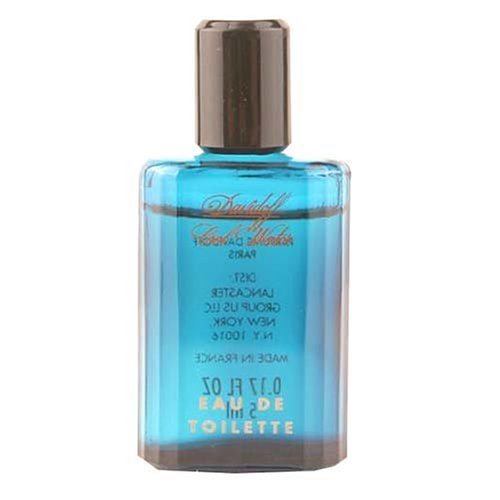 Davidoff
Cool Water
PARFUMS DAVIDOFF
PARIS
DIST.:
LANCASTER
GROUP US LLC
NEW YORK,
N.Y. 10016
MADE IN FRANCE
0.17 FL OZ
5 ml
EAU DE
TOILETTE